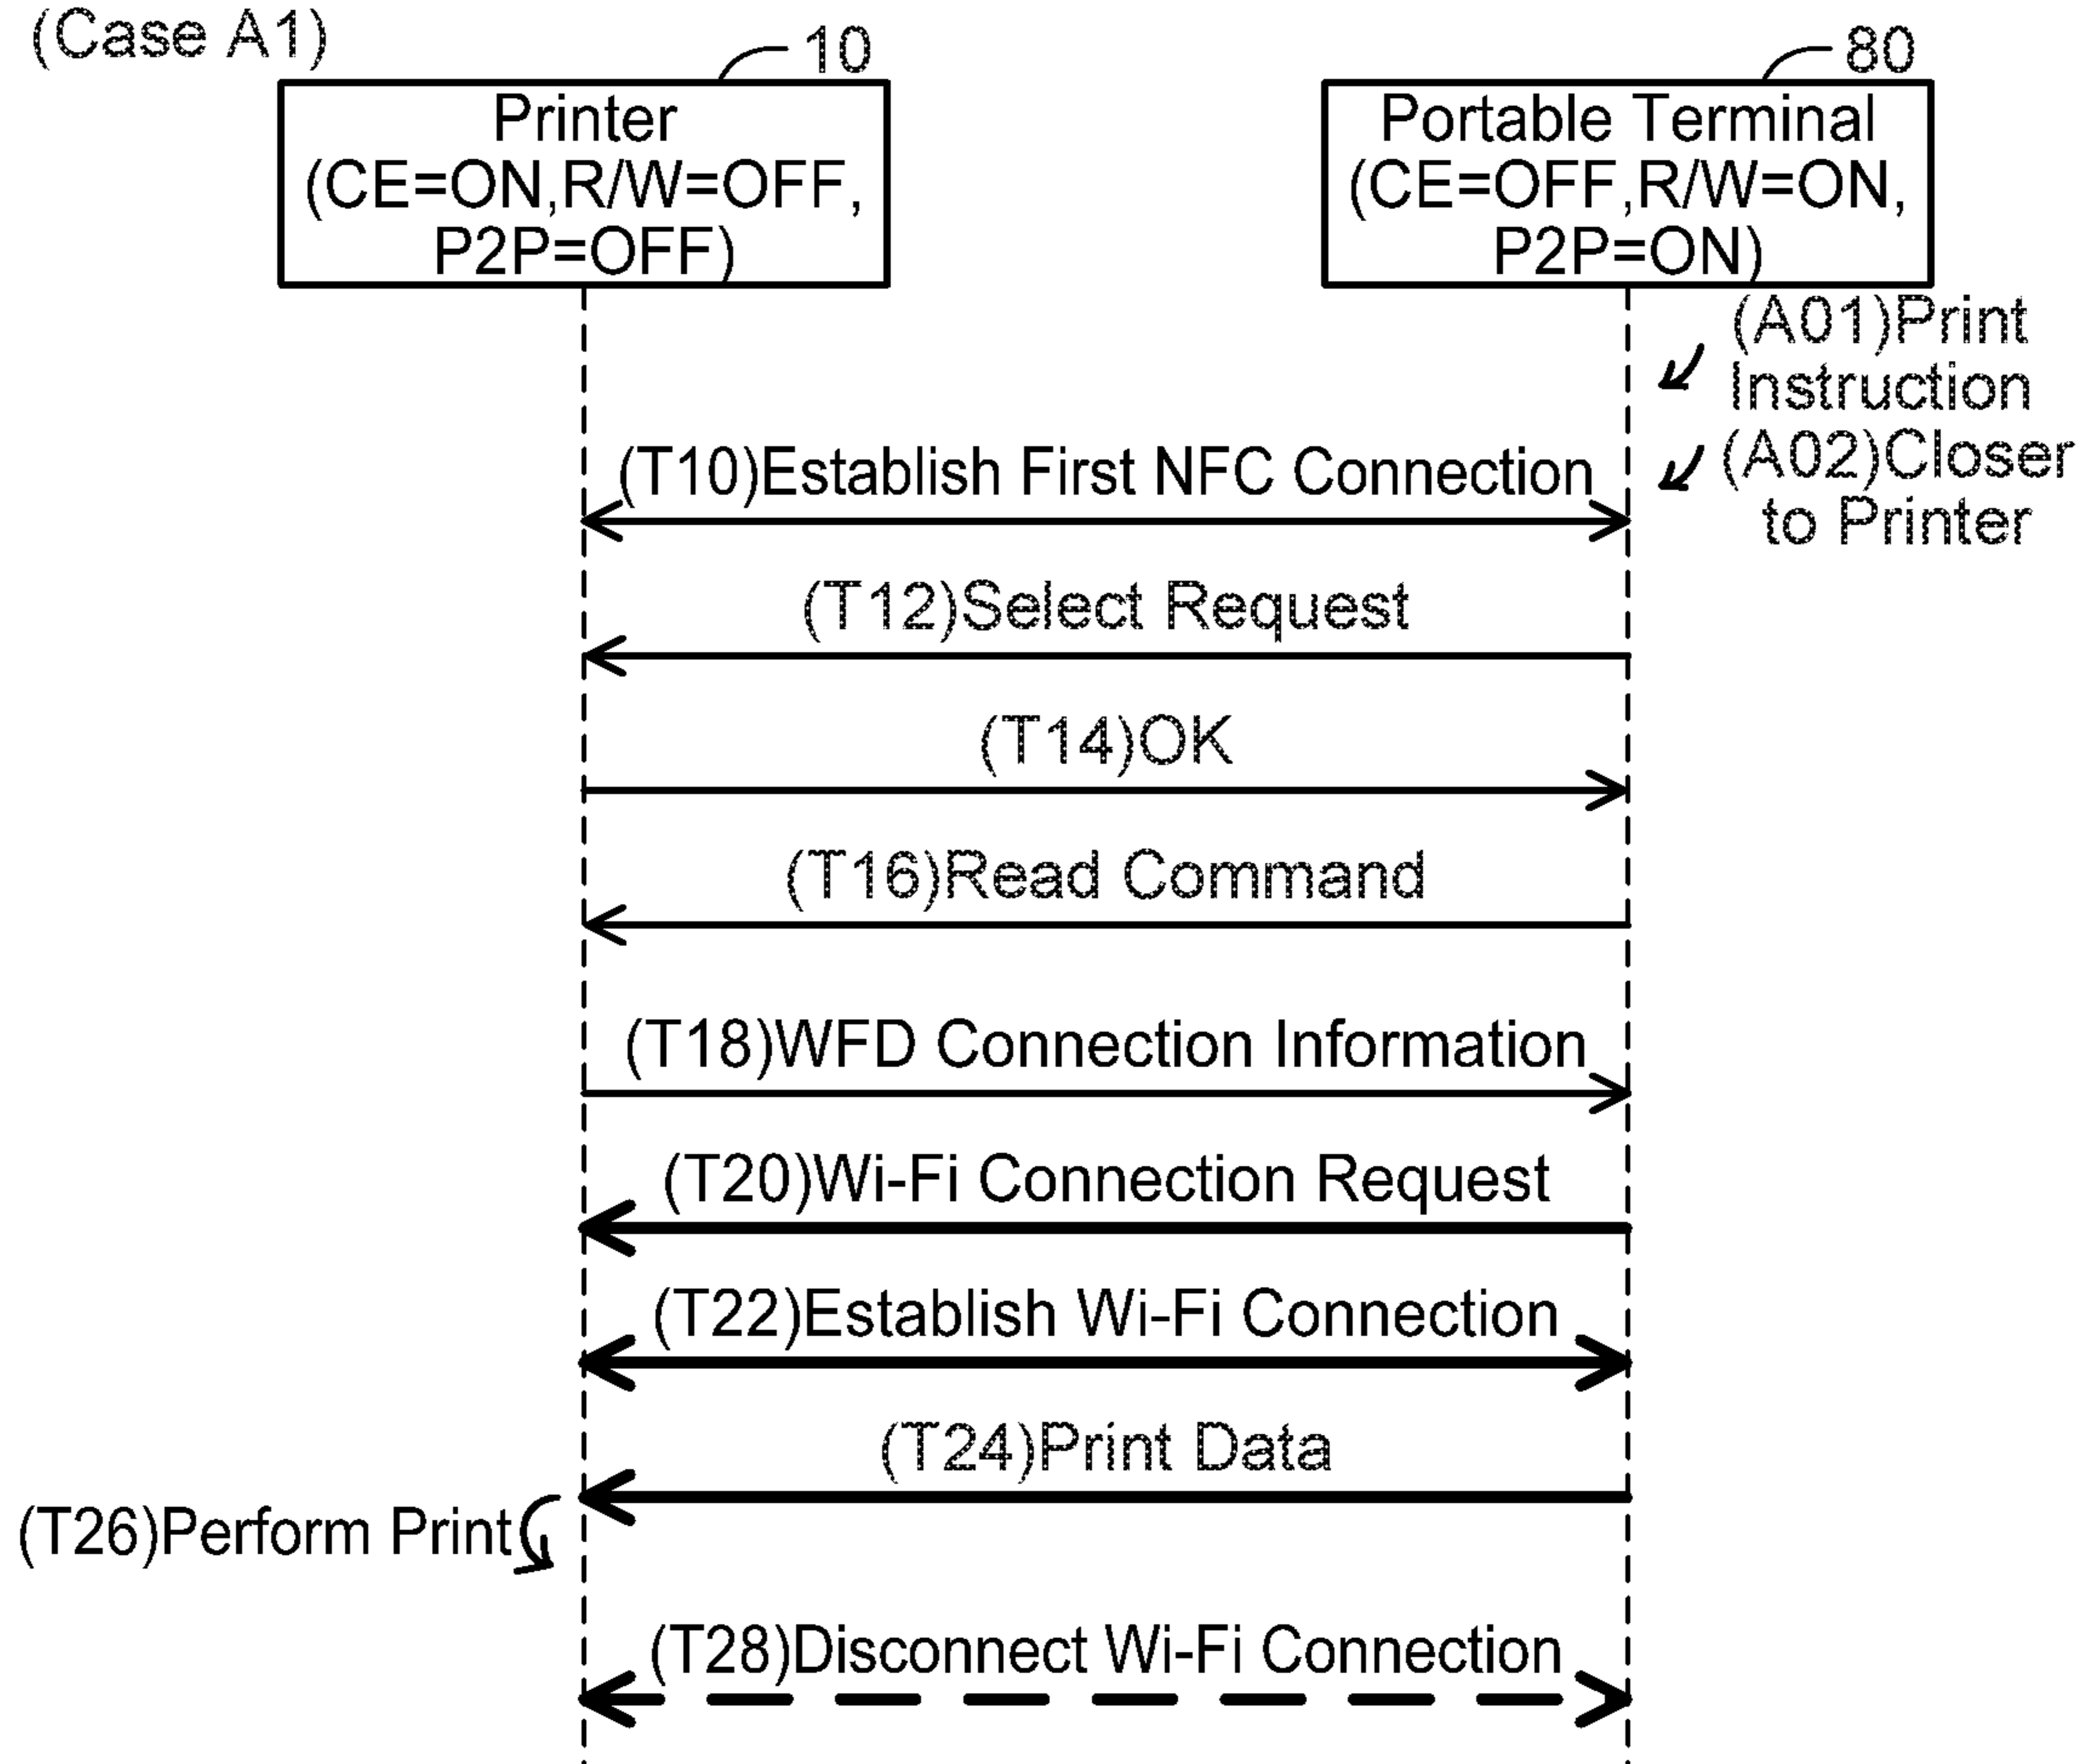 (Case A1)
10
80
Printer
(CE=ON,R/W=OFF,
P2P=OFF)
Portable Terminal
(CE=OFF,R/W=ON,
P2P=ON)
(A01)Print
Instruction
(A02)Closer
to Printer
(T10)Establish First NFC Connection
(T12)Select Request
(T14)OK
(T16)Read Command
(T18)WFD Connection Information
(T20)Wi-Fi Connection Request
(T22)Establish Wi-Fi Connection
(T24)Print Data
(T26)Perform Print
(T28)Disconnect Wi-Fi Connection